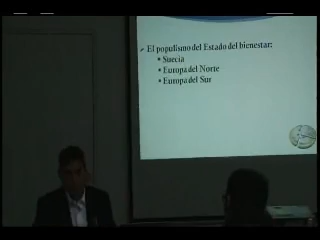 ✓ El populismo del Estado del bienestar:
• Suecia
• Europa del Norte
• Europa del Sur